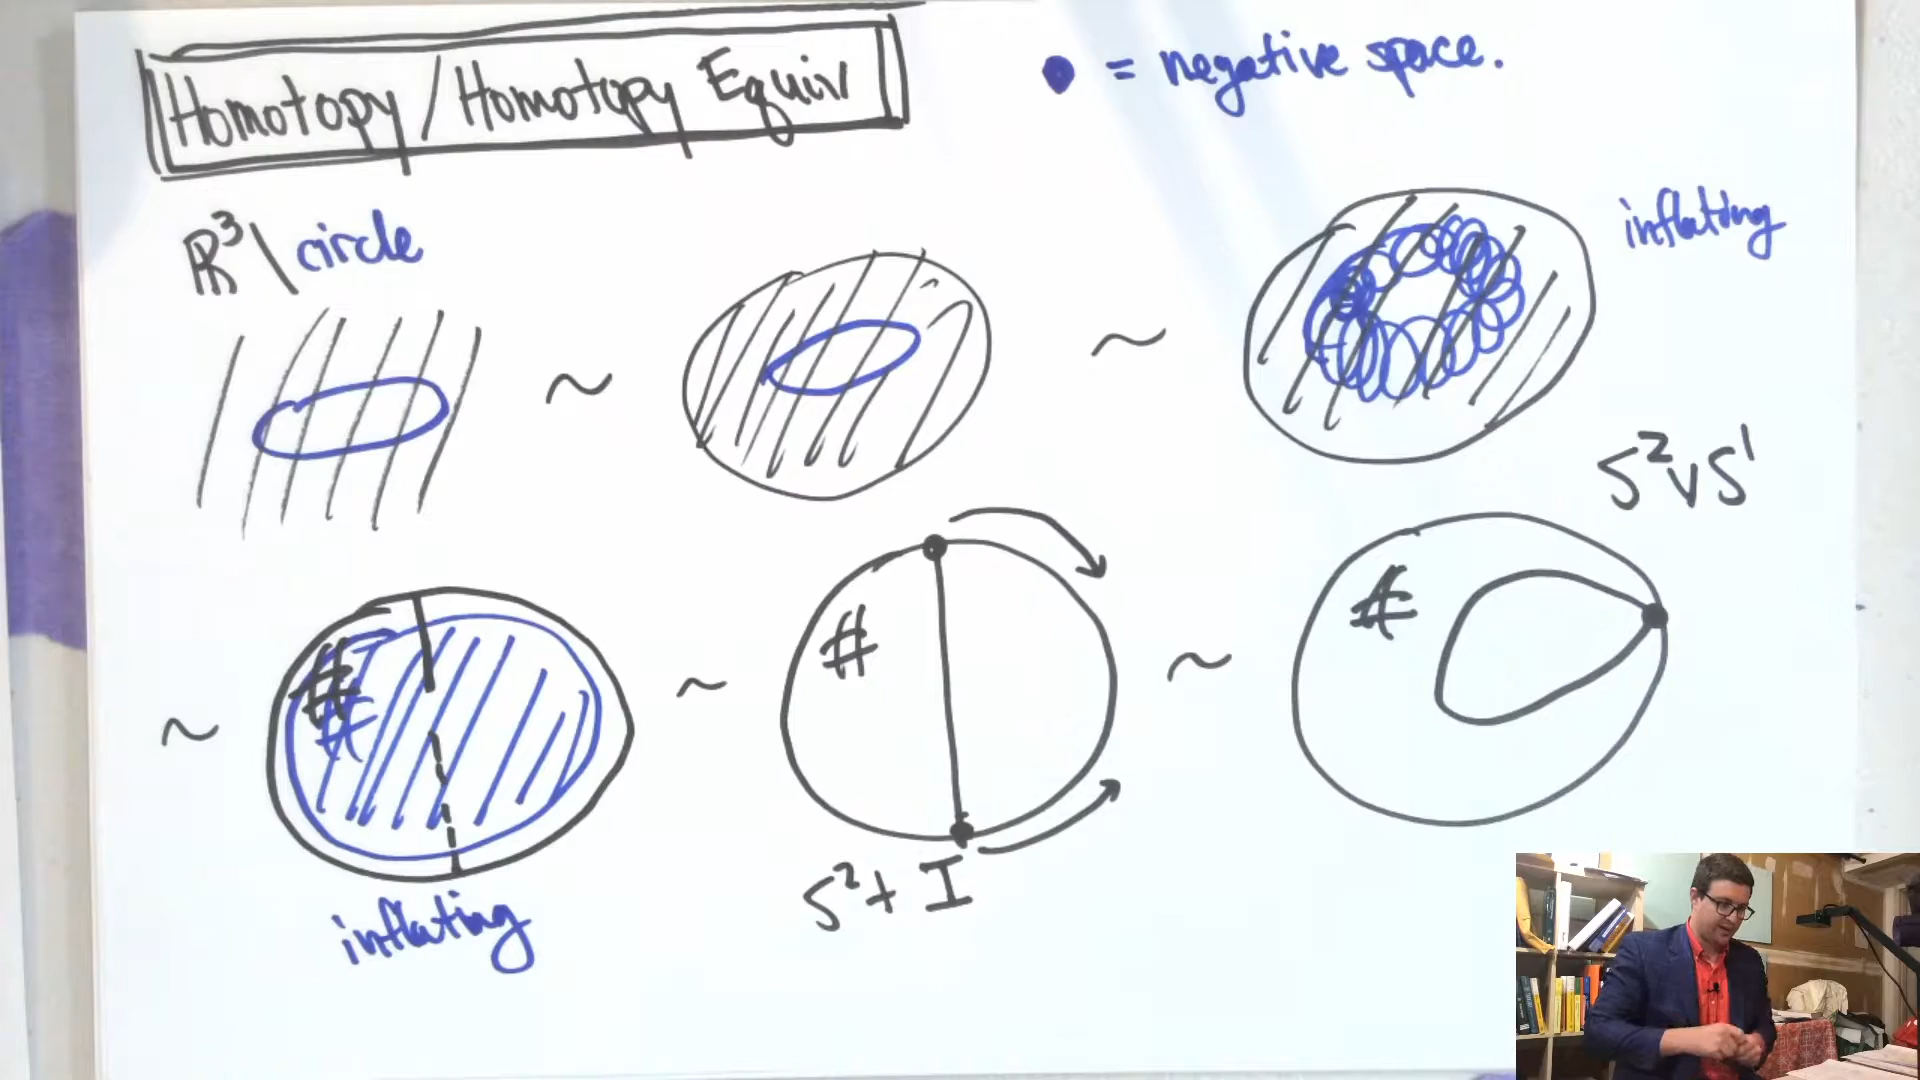 Homotopy / Homotopy Equiv
● = negative space.
ℝ³ \ circle
inflating
~
~
S² ∨ S¹
#
#
~
#
~
#
~
inflating
S² + I